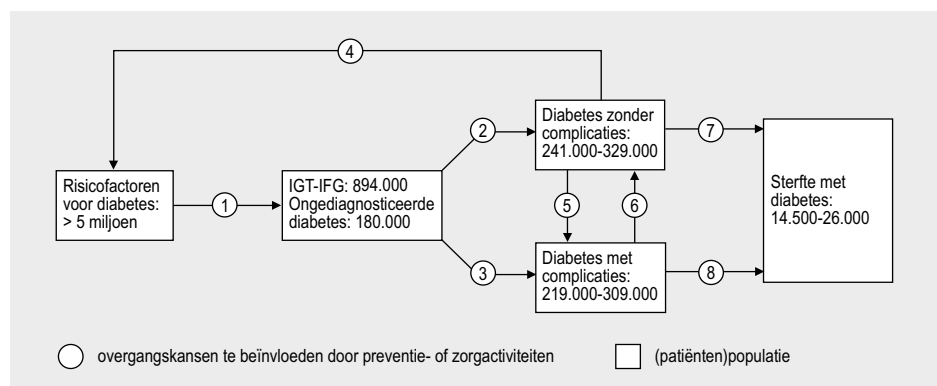 4
Risicofactoren
voor diabetes:
> 5 miljoen
1
IGT-IFG: 894.000
Ongediagnosticeerde
diabetes: 180.000
2
3
Diabetes zonder
complicaties:
241.000-329.000
5
6
Diabetes met
complicaties:
219.000-309.000
7
8
Sterfte met
diabetes:
14.500-26.000
overgangskansen te beïnvloeden door preventie- of zorgactiviteiten
(patiënten)populatie